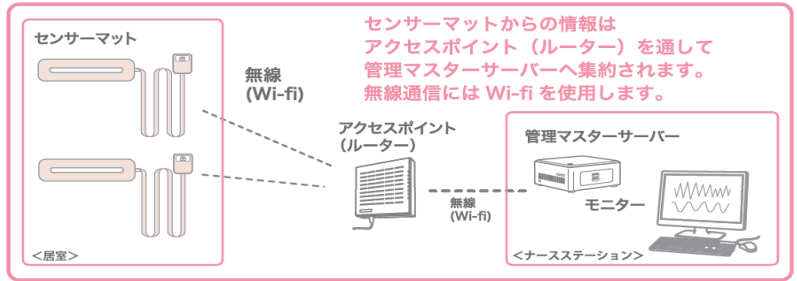 センサーマット
無線
(Wi-fi)
センサーマットからの情報は
アクセスポイント（ルーター）を通して
管理マスターサーバーへ集約されます。
無線通信には Wi-fi を使用します。
アクセスポイント
（ルーター）
無線
(Wi-fi)
管理マスターサーバー
モニター
＜居室＞
＜ナースステーション＞